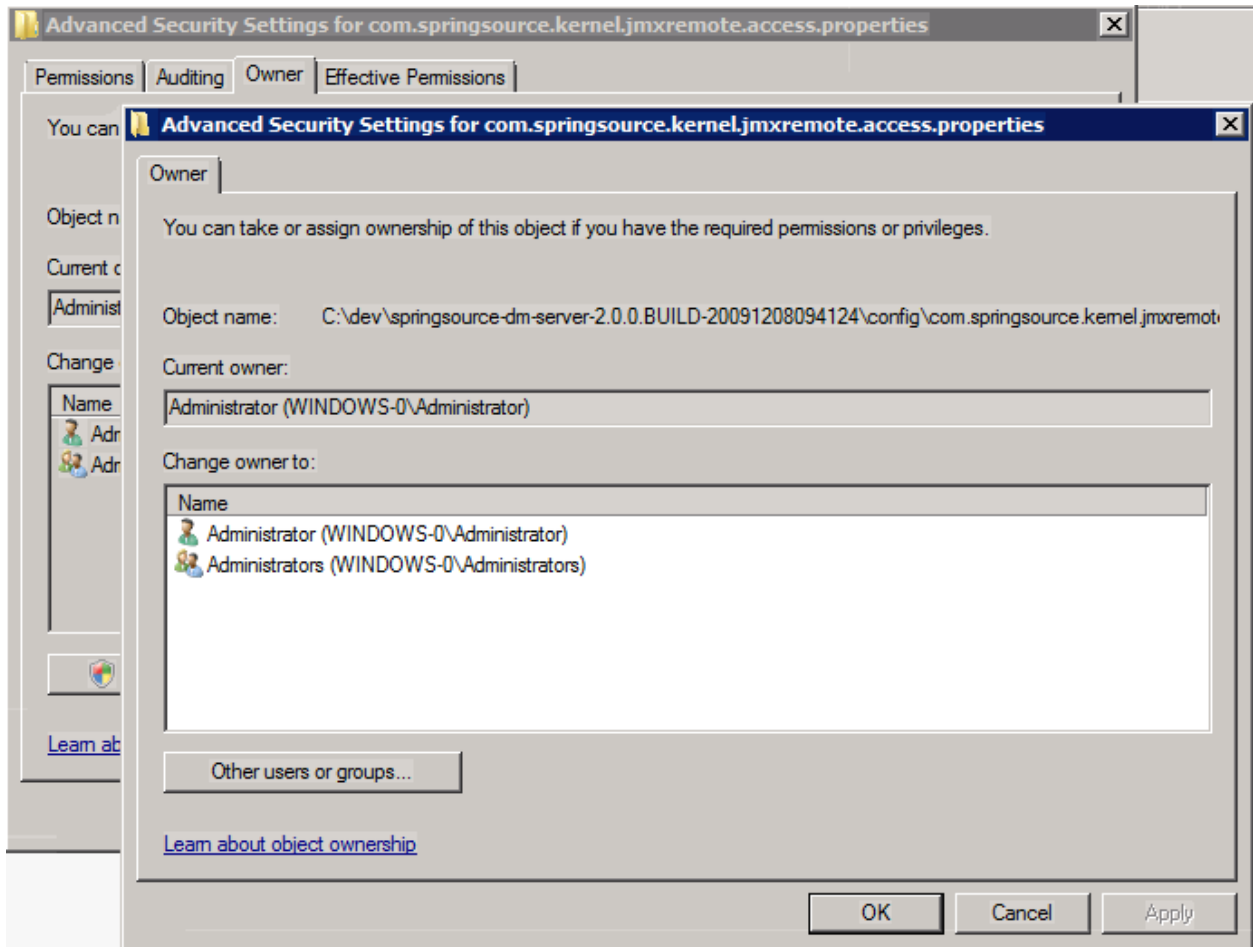 Advanced Security Settings for com.springsource.kernel.jmxremote.access.properties
Permissions Auditing Owner Effective Permissions
You can
Advanced Security Settings for com.springsource.kernel.jmxremote.access.properties
Owner
You can take or assign ownership of this object if you have the required permissions or privileges.
Object n
Current o
Administ
Object name: C:\dev\springsource-dm-server-2.0.0.BUILD-20091208094124\config\com.springsource.kernel.jmxremot
Change
Current owner:
Name
Administrator (WINDOWS-0\Administrator)
Adr
Adr
Change owner to:
Name
Administrator (WINDOWS-0\Administrator)
Administrators (WINDOWS-0\Administrators)
Learn ab
Other users or groups...
Learn about object ownership
OK Cancel Apply